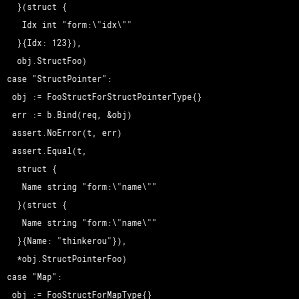 }(struct {
Idx int "form:\"idx\""
}{Idx: 123}),
obj.StructFoo)
case "StructPointer":
obj := FooStructForStructPointerType{}
err := b.Bind(req, &obj)
assert.NoError(t, err)
assert.Equal(t,
struct {
Name string "form:\"name\""
}(struct {
Name string "form:\"name\""
}{Name: "thinkerou"}),
*obj.StructPointerFoo)
case "Map":
obj := FooStructForMapType{}